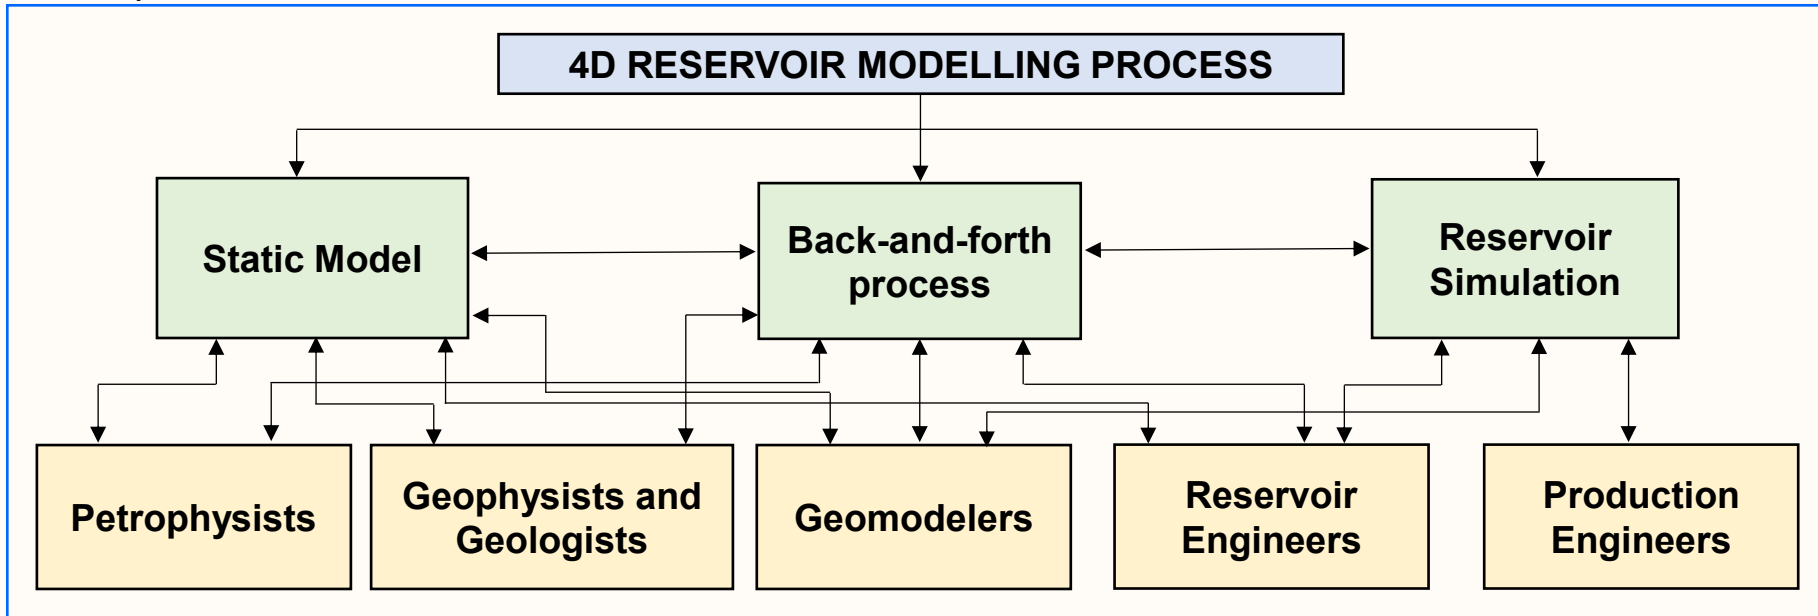 4D RESERVOIR MODELLING PROCESS
Static Model
Back-and-forth
process
Reservoir
Simulation
Petrophysists
Geophysists and
Geologists
Geomodelers
Reservoir
Engineers
Production
Engineers